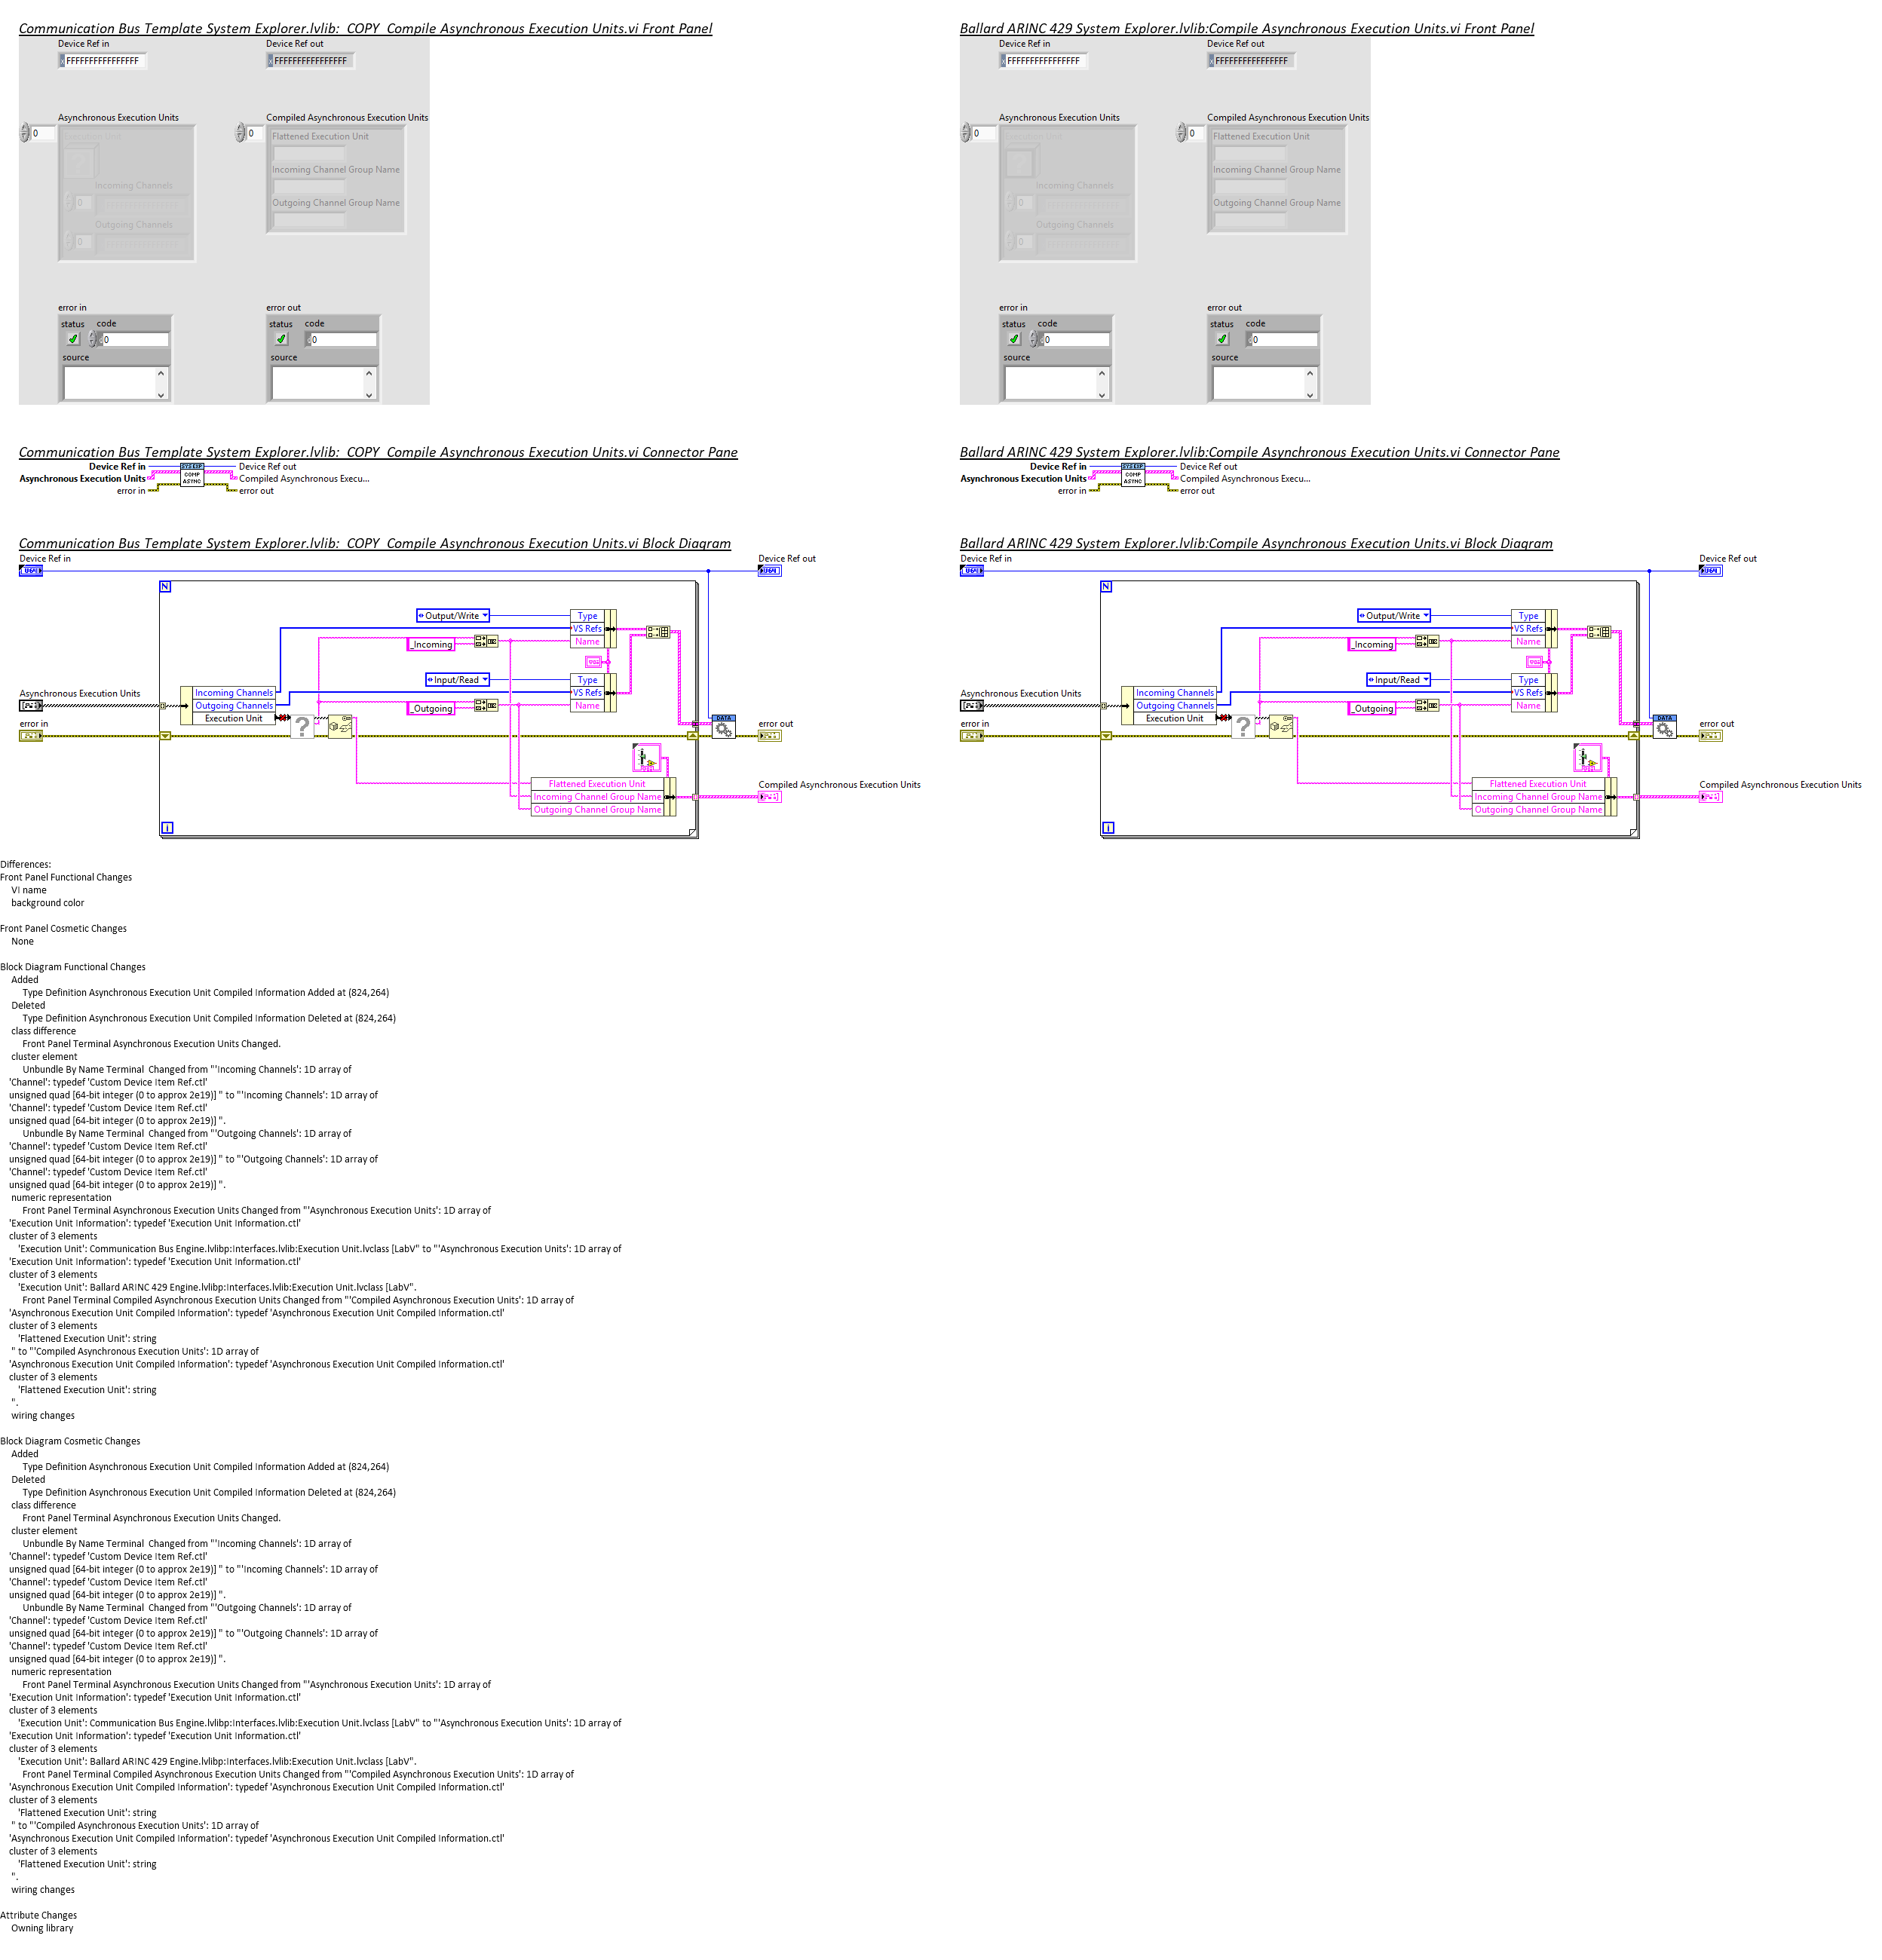 Communication Bus Template System Explorer.lvlib:  COPY  Compile Asynchronous Execution Units.vi Front Panel
Device Ref in
Device Ref out
FFFFFFFFFFFFFFFF
FFFFFFFFFFFFFFFF
Asynchronous Execution Units
Compiled Asynchronous Execution Units
0
0
Flattened Execution Unit
Incoming Channel Group Name
Incoming Channels
0
Outgoing Channel Group Name
Outgoing Channels
0
error in
error out
status code
status code
0
0
source
source
Ballard ARINC 429 System Explorer.lvlib:Compile Asynchronous Execution Units.vi Front Panel
Device Ref in
Device Ref out
FFFFFFFFFFFFFFFF
FFFFFFFFFFFFFFFF
Asynchronous Execution Units
Compiled Asynchronous Execution Units
0
0
Flattened Execution Unit
Incoming Channel Group Name
Incoming Channels
0
Outgoing Channel Group Name
Outgoing Channels
0
error in
error out
status code
status code
0
0
source
source
Communication Bus Template System Explorer.lvlib:  COPY  Compile Asynchronous Execution Units.vi Connector Pane
Device Ref in
Device Ref out
Asynchronous Execution Units
Compiled Asynchronous Execu...
error in
error out
SYS EXP
COMP
ASYNC
Ballard ARINC 429 System Explorer.lvlib:Compile Asynchronous Execution Units.vi Connector Pane
Device Ref in
Device Ref out
Asynchronous Execution Units
Compiled Asynchronous Execu...
error in
error out
SYS EXP
COMP
ASYNC
Communication Bus Template System Explorer.lvlib:  COPY  Compile Asynchronous Execution Units.vi Block Diagram
Device Ref in
Device Ref out
N
Output/Write
Type
VS Refs
_Incoming
Name
Input/Read
Type
Asynchronous Execution Units
Incoming Channels
VS Refs
Outgoing Channels
_Outgoing
Name
Execution Unit
error in
?
DATA
error out
Flattened Execution Unit
Compiled Asynchronous Execution Units
Incoming Channel Group Name
Outgoing Channel Group Name
i
Ballard ARINC 429 System Explorer.lvlib:Compile Asynchronous Execution Units.vi Block Diagram
Device Ref in
Device Ref out
N
Output/Write
Type
VS Refs
_Incoming
Name
Input/Read
Type
Asynchronous Execution Units
Incoming Channels
VS Refs
Outgoing Channels
_Outgoing
Name
Execution Unit
error in
?
DATA
error out
Flattened Execution Unit
Compiled Asynchronous Execution Units
Incoming Channel Group Name
Outgoing Channel Group Name
i
Differences:
Front Panel Functional Changes
VI name
background color
Front Panel Cosmetic Changes
None
Block Diagram Functional Changes
Added
Type Definition Asynchronous Execution Unit Compiled Information Added at (824,264)
Deleted
Type Definition Asynchronous Execution Unit Compiled Information Deleted at (824,264)
class difference
Front Panel Terminal Asynchronous Execution Units Changed.
cluster element
Unbundle By Name Terminal  Changed from "'Incoming Channels': 1D array of
'Channel': typedef 'Custom Device Item Ref.ctl'
unsigned quad [64-bit integer (0 to approx 2e19)] " to "'Incoming Channels': 1D array of
'Channel': typedef 'Custom Device Item Ref.ctl'
unsigned quad [64-bit integer (0 to approx 2e19)] ".
Unbundle By Name Terminal  Changed from "'Outgoing Channels': 1D array of
'Channel': typedef 'Custom Device Item Ref.ctl'
unsigned quad [64-bit integer (0 to approx 2e19)] " to "'Outgoing Channels': 1D array of
'Channel': typedef 'Custom Device Item Ref.ctl'
unsigned quad [64-bit integer (0 to approx 2e19)] ".
numeric representation
Front Panel Terminal Asynchronous Execution Units Changed from "'Asynchronous Execution Units': 1D array of
'Execution Unit Information': typedef 'Execution Unit Information.ctl'
cluster of 3 elements
'Execution Unit': Communication Bus Engine.lvlibp:Interfaces.lvlib:Execution Unit.lvclass [LabV" to "'Asynchronous Execution Units': 1D array of
'Execution Unit Information': typedef 'Execution Unit Information.ctl'
cluster of 3 elements
'Execution Unit': Ballard ARINC 429 Engine.lvlibp:Interfaces.lvlib:Execution Unit.lvclass [LabV".
Front Panel Terminal Compiled Asynchronous Execution Units Changed from "'Compiled Asynchronous Execution Units': 1D array of
'Asynchronous Execution Unit Compiled Information': typedef 'Asynchronous Execution Unit Compiled Information.ctl'
cluster of 3 elements
'Flattened Execution Unit': string
" to "'Compiled Asynchronous Execution Units': 1D array of
'Asynchronous Execution Unit Compiled Information': typedef 'Asynchronous Execution Unit Compiled Information.ctl'
cluster of 3 elements
'Flattened Execution Unit': string
".
wiring changes
Block Diagram Cosmetic Changes
Added
Type Definition Asynchronous Execution Unit Compiled Information Added at (824,264)
Deleted
Type Definition Asynchronous Execution Unit Compiled Information Deleted at (824,264)
class difference
Front Panel Terminal Asynchronous Execution Units Changed.
cluster element
Unbundle By Name Terminal  Changed from "'Incoming Channels': 1D array of
'Channel': typedef 'Custom Device Item Ref.ctl'
unsigned quad [64-bit integer (0 to approx 2e19)] " to "'Incoming Channels': 1D array of
'Channel': typedef 'Custom Device Item Ref.ctl'
unsigned quad [64-bit integer (0 to approx 2e19)] ".
Unbundle By Name Terminal  Changed from "'Outgoing Channels': 1D array of
'Channel': typedef 'Custom Device Item Ref.ctl'
unsigned quad [64-bit integer (0 to approx 2e19)] " to "'Outgoing Channels': 1D array of
'Channel': typedef 'Custom Device Item Ref.ctl'
unsigned quad [64-bit integer (0 to approx 2e19)] ".
numeric representation
Front Panel Terminal Asynchronous Execution Units Changed from "'Asynchronous Execution Units': 1D array of
'Execution Unit Information': typedef 'Execution Unit Information.ctl'
cluster of 3 elements
'Execution Unit': Communication Bus Engine.lvlibp:Interfaces.lvlib:Execution Unit.lvclass [LabV" to "'Asynchronous Execution Units': 1D array of
'Execution Unit Information': typedef 'Execution Unit Information.ctl'
cluster of 3 elements
'Execution Unit': Ballard ARINC 429 Engine.lvlibp:Interfaces.lvlib:Execution Unit.lvclass [LabV".
Front Panel Terminal Compiled Asynchronous Execution Units Changed from "'Compiled Asynchronous Execution Units': 1D array of
'Asynchronous Execution Unit Compiled Information': typedef 'Asynchronous Execution Unit Compiled Information.ctl'
cluster of 3 elements
'Flattened Execution Unit': string
" to "'Compiled Asynchronous Execution Units': 1D array of
'Asynchronous Execution Unit Compiled Information': typedef 'Asynchronous Execution Unit Compiled Information.ctl'
cluster of 3 elements
'Flattened Execution Unit': string
".
wiring changes
Attribute Changes
Owning library